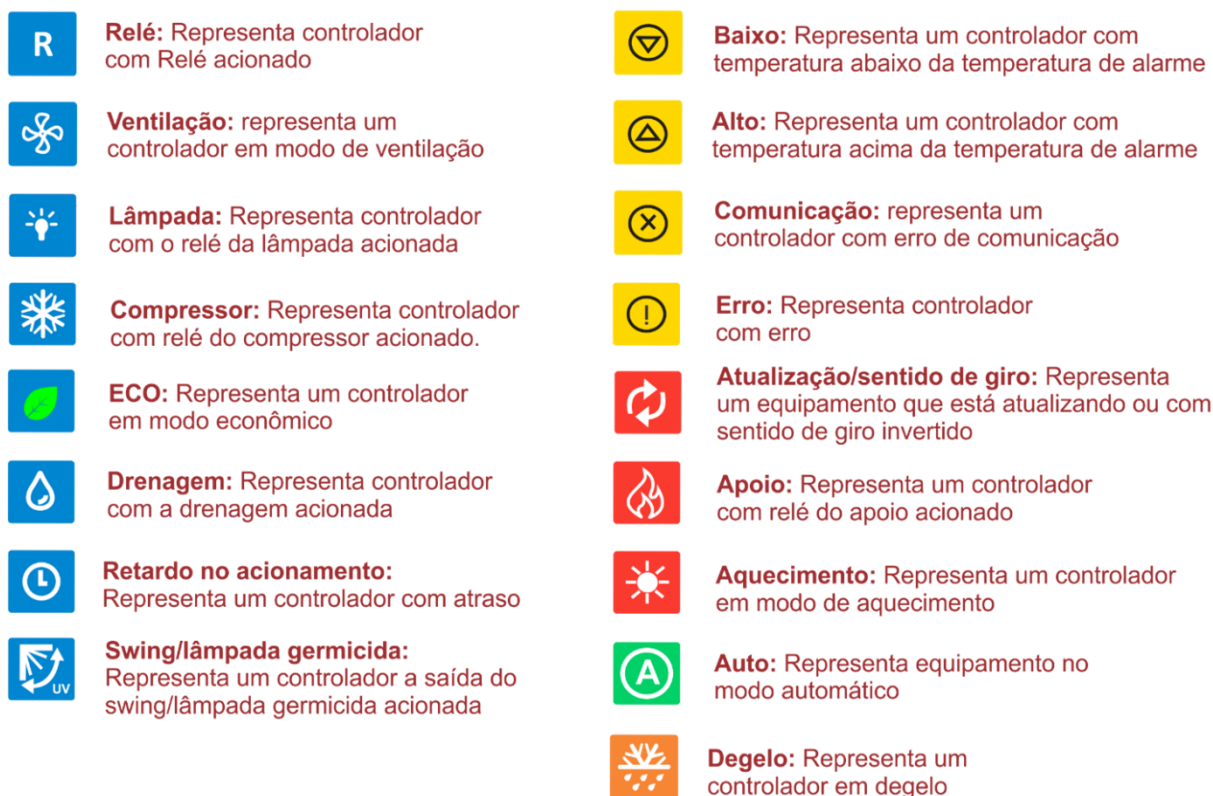 R
Relé: Representa controlador
com Relé acionado
Ventilação: representa um
controlador em modo de ventilação
Lâmpada: Representa controlador
com o relé da lâmpada acionada
Compressor: Representa controlador
com relé do compressor acionado.
ECO: Representa um controlador
em modo econômico
Drenagem: Representa controlador
com a drenagem acionada
Retardo no acionamento:
Representa um controlador com atraso
UV
Swing/lâmpada germicida:
Representa um controlador a saída do
swing/lâmpada germicida acionada
Baixo: Representa um controlador com
temperatura abaixo da temperatura de alarme
Alto: Representa um controlador com
temperatura acima da temperatura de alarme
Comunicação: representa um
controlador com erro de comunicação
Erro: Representa controlador
com erro
Atualização/sentido de giro: Representa
um equipamento que está atualizando ou com
sentido de giro invertido
Apoio: Representa um controlador
com relé do apoio acionado
Aquecimento: Representa um controlador
em modo de aquecimento
A
Auto: Representa equipamento no
modo automático
Degelo: Representa um
controlador em degelo